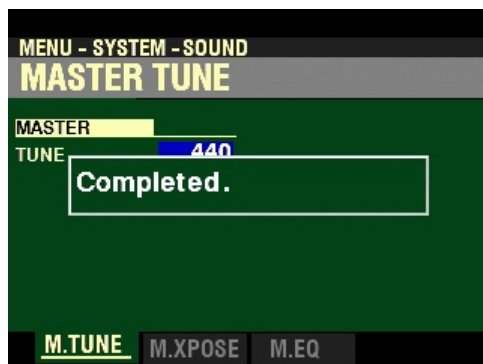 MENU - SYSTEM - SOUND
MASTER TUNE
MASTER
TUNE 440
Completed.
M.TUNE M.XPOSE M.EQ